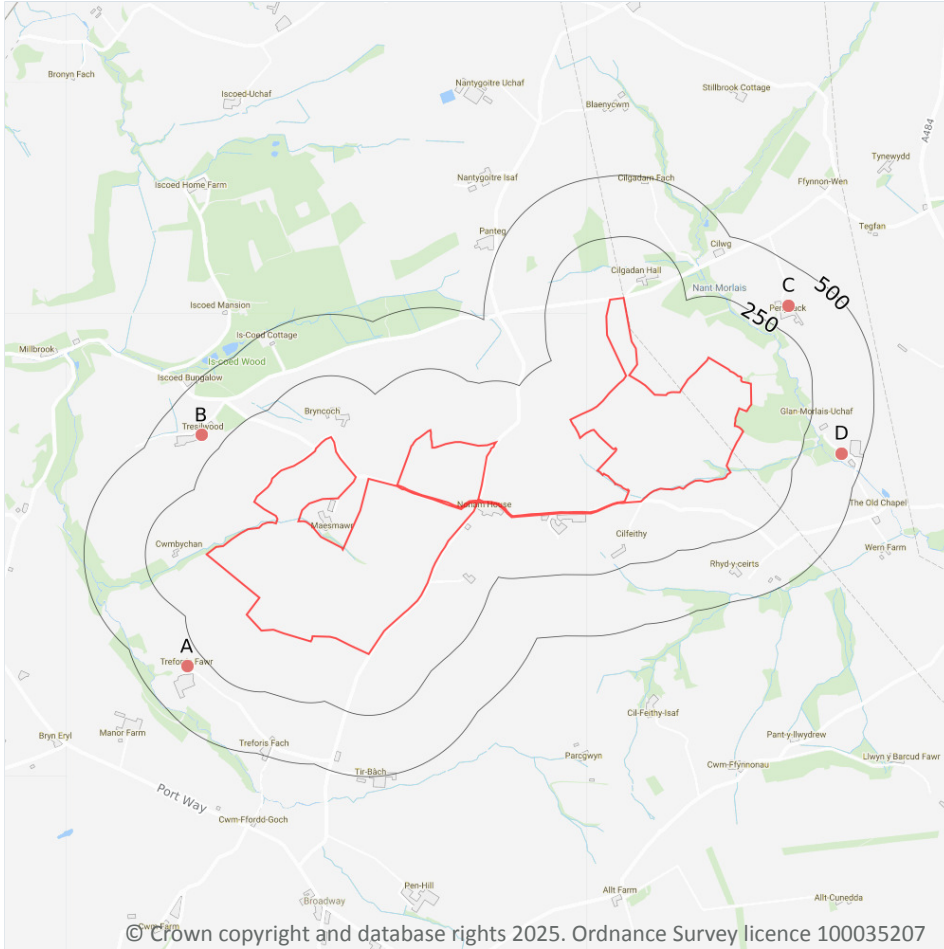 Bronyn Fach
Nantygoitre Uchaf
Stillbrook Cottage
Iscoed-Uchaf
Blaenycwm
A484
Tynewydd
Nantygoitre Isaf
Cilgadam Fach
Ffynnon-Wen
Iscoed Home Farm
Panteg
Tegfan
Cilwg
Cilgadan Hall
Nant Morlais
C
500
Iscoed Mansion
250
Is-Coed Cottage
Millbrook
Is-coed Wood
Iscoed Bungalow
B
Bryncoch
Glan-Morlais-Uchaf
D
The Old Chapel
Maesmawr
Cilfeithy
Cwmbychan
Wern Farm
Rhyd-y-ceirts
A
Treforis Fawr
Cil-Feithy-Isaf
Manor Farm
Bryn Eryl
Treforis Fach
Pant-y-llwydrew
Parcgwyn
Llwyn y Barcud Fawr
Cwm-Ffynnonau
Tir-Bâch
Port Way
Cwm-Ffordd-Goch
Pen-Hill
Allt Farm
Broadway
Allt-Cunedda
Cwm Farm
© Crown copyright and database rights 2025. Ordnance Survey licence 100035207